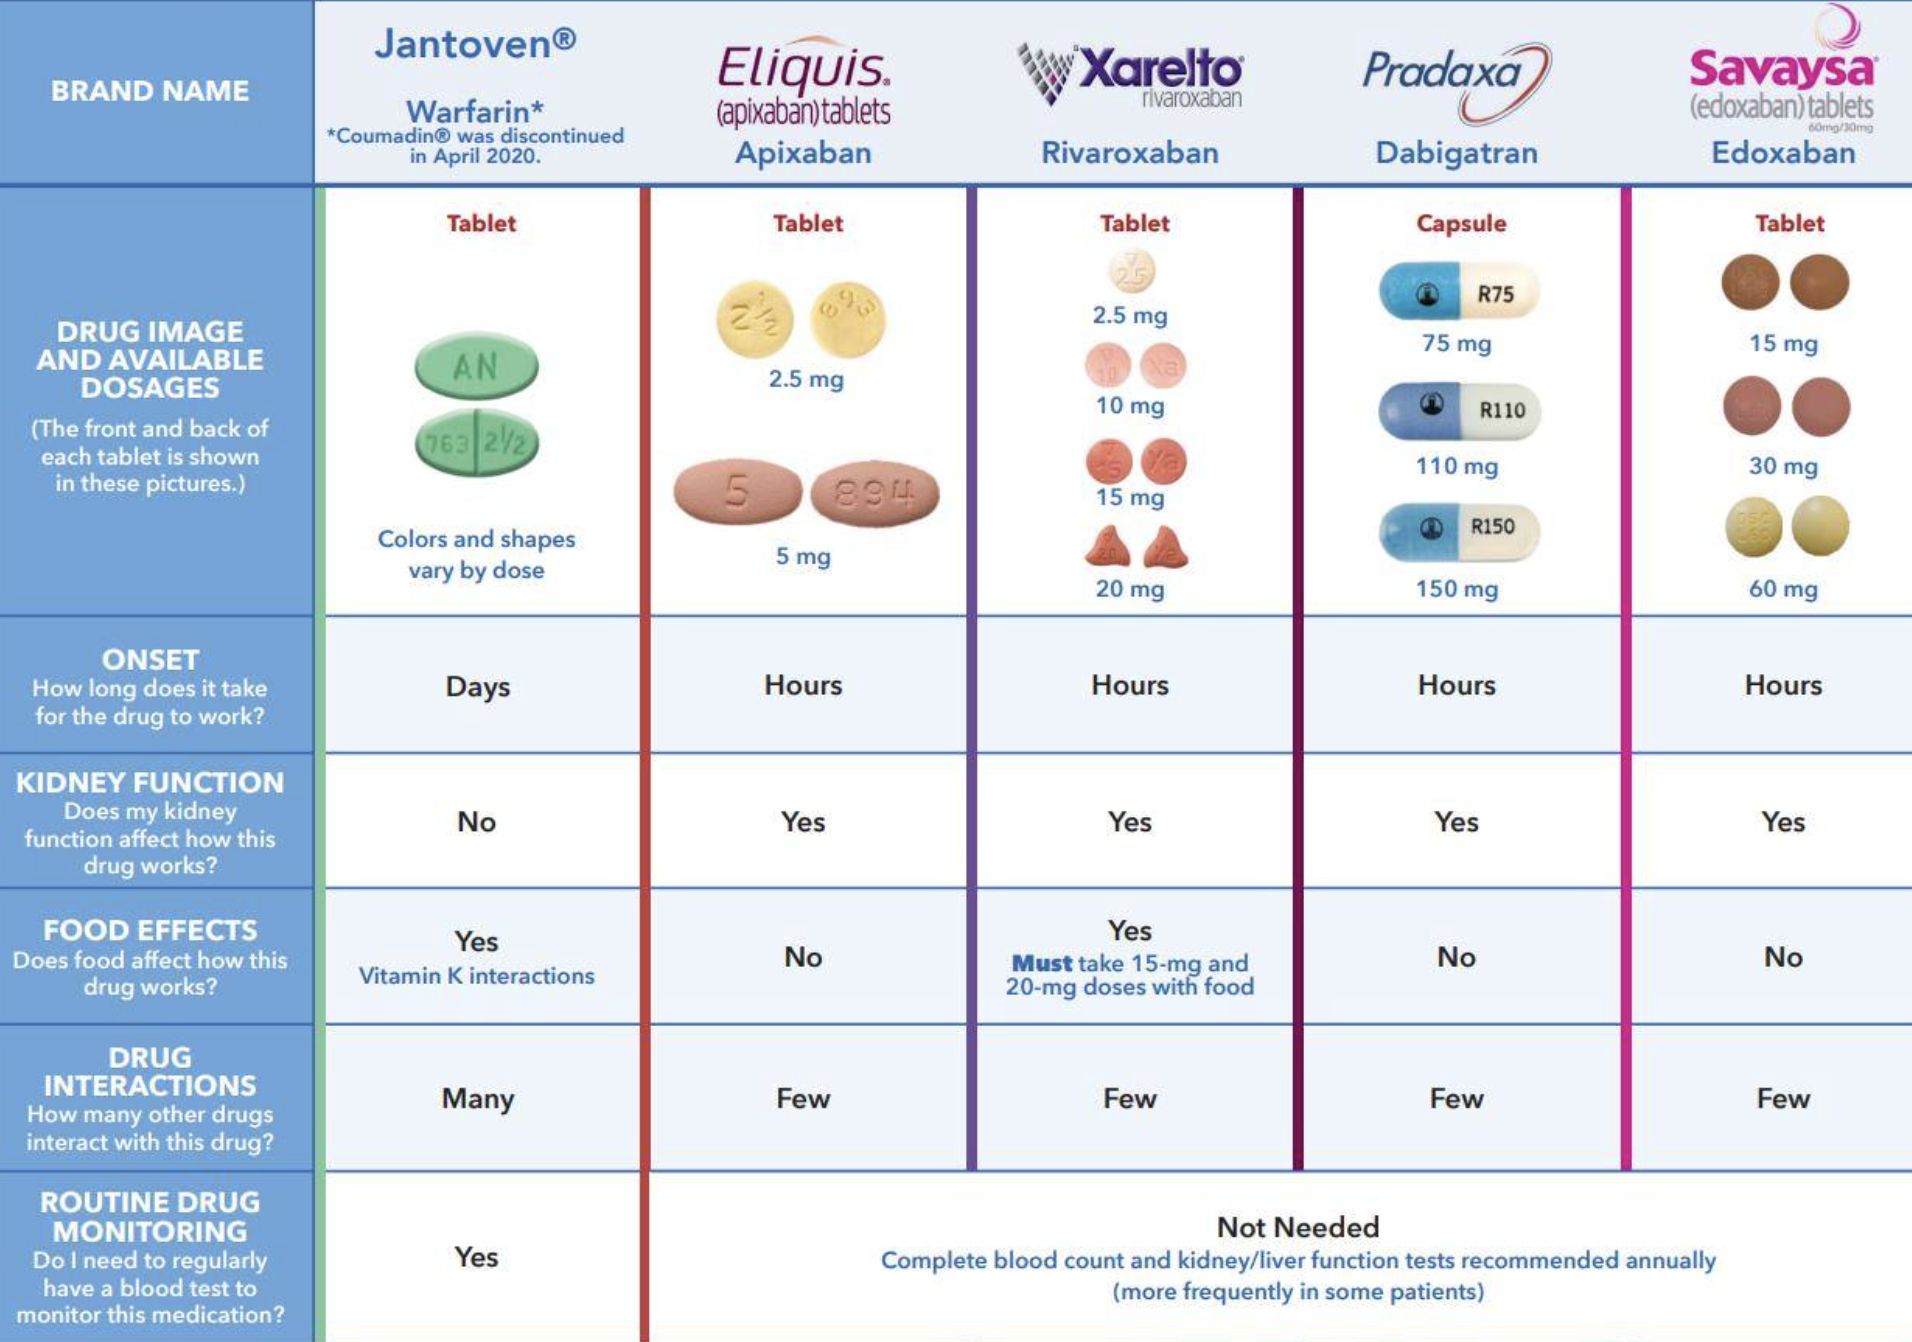 BRAND NAME
Jantoven®
Warfarin*
*Coumadin® was discontinued
in April 2020.
Eliquis.
(apixaban) tablets
Apixaban
Xarelto®
rivaroxaban
Rivaroxaban
Pradaxa
Dabigatran
Savaysa
(edoxaban) tablets
60mg/30mg
Edoxaban
DRUG IMAGE
AND AVAILABLE
DOSAGES
(The front and back of
each tablet is shown
in these pictures.)
Tablet
AN
763 2½
Colors and shapes
vary by dose
Tablet
2½ 893
2.5 mg
5 894
5 mg
Tablet
2.5
2.5 mg
10 Xa
10 mg
15 Xa
15 mg
20 Xa
20 mg
Capsule
R75
75 mg
R110
110 mg
R150
150 mg
Tablet
15 mg
30 mg
60 mg
ONSET
How long does it take
for the drug to work?
Days
Hours
Hours
Hours
Hours
KIDNEY FUNCTION
Does my kidney
function affect how this
drug works?
No
Yes
Yes
Yes
Yes
FOOD EFFECTS
Does food affect how this
drug works?
Yes
Vitamin K interactions
No
Yes
Must take 15-mg and
20-mg doses with food
No
No
DRUG
INTERACTIONS
How many other drugs
interact with this drug?
Many
Few
Few
Few
Few
ROUTINE DRUG
MONITORING
Do I need to regularly
have a blood test to
monitor this medication?
Yes
Not Needed
Complete blood count and kidney/liver function tests recommended annually
(more frequently in some patients)